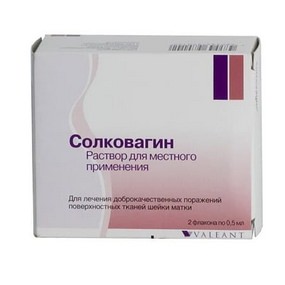 Солковагин
Раствор для местного
применения
Для лечения доброкачественных поражений
поверхностных тканей шейки матки
2 флакона по 0,5 мл
VALEANT